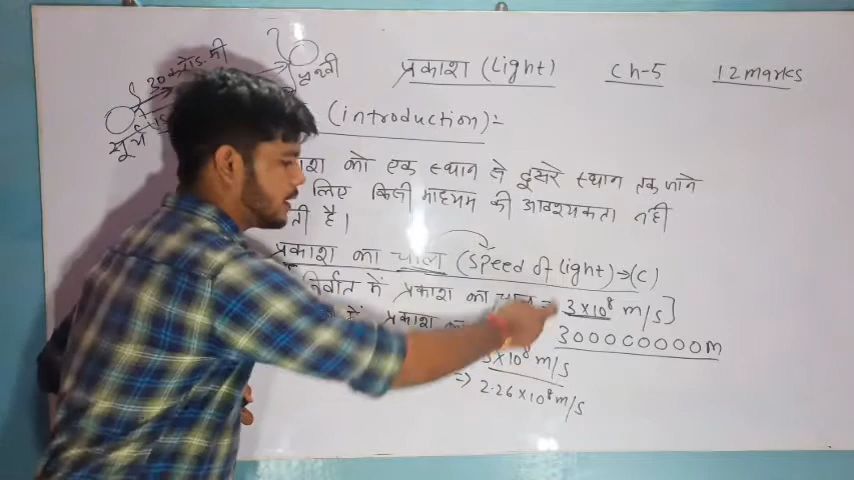 पृथ्वी
सूर्य
प्रकाश (Light) Ch-5 12 marks
(introduction):-
को एक स्थान से दूसरे स्थान तक जाने
लिए किसी माध्यम की आवश्यकता नही
है।
प्रकाश का चाल (Speed of light)→(C)
में प्रकाश का = 3×10⁸ m/s]
में प्रकाश 300000000m
3×10⁸ m/s
=> 2.26×10⁸ m/s